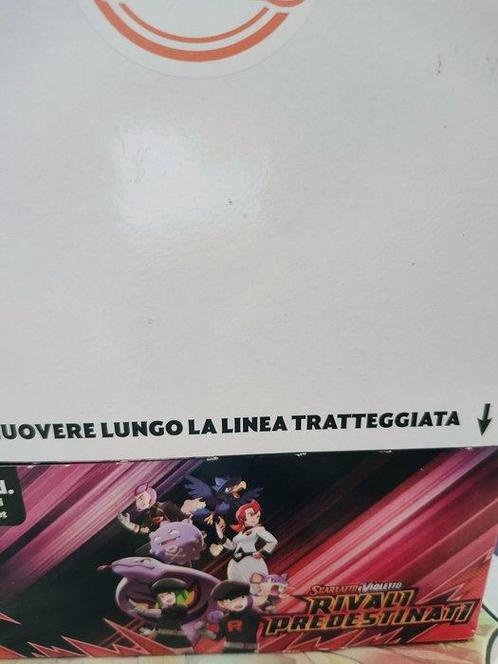 UOVERE LUNGO LA LINEA TRATTEGGIATA
SCARLATTO E VIOLETTO
RIVALI
PREDESTINATI
R